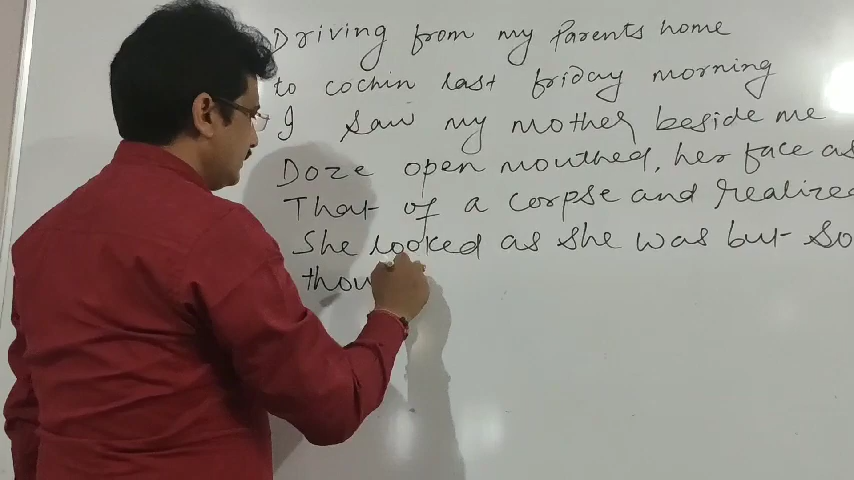 Driving from my Parents home
to cochin last friday morning
I saw my mother beside me
Doze open mouthed, her face as
That of a corpse and realized
She looked as she was but so
thou